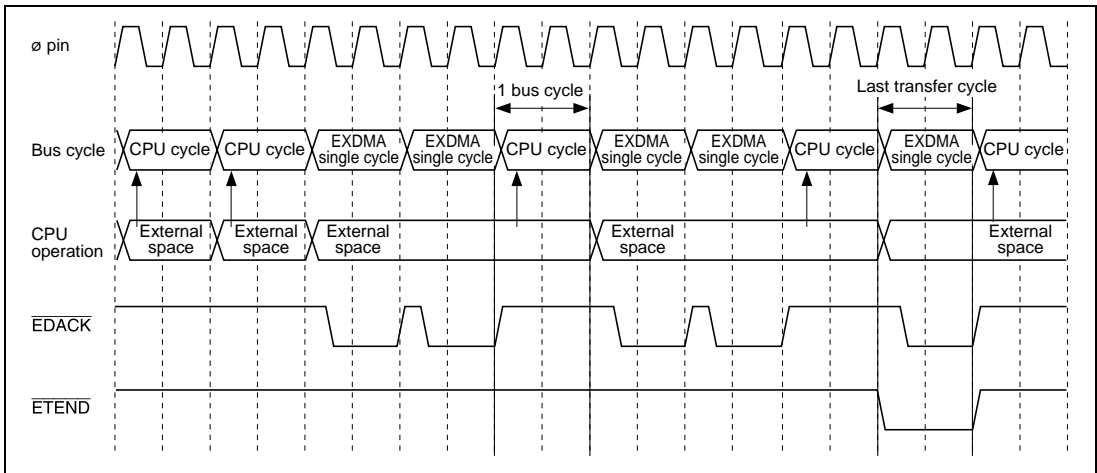 ø pin
1 bus cycle
Last transfer cycle
Bus cycle
CPU cycle
CPU cycle
EXDMA
single cycle
EXDMA
single cycle
CPU cycle
EXDMA
single cycle
EXDMA
single cycle
CPU cycle
EXDMA
single cycle
CPU cycle
CPU
operation
External
space
External
space
External
space
External
space
External
space
EDACK
ETEND